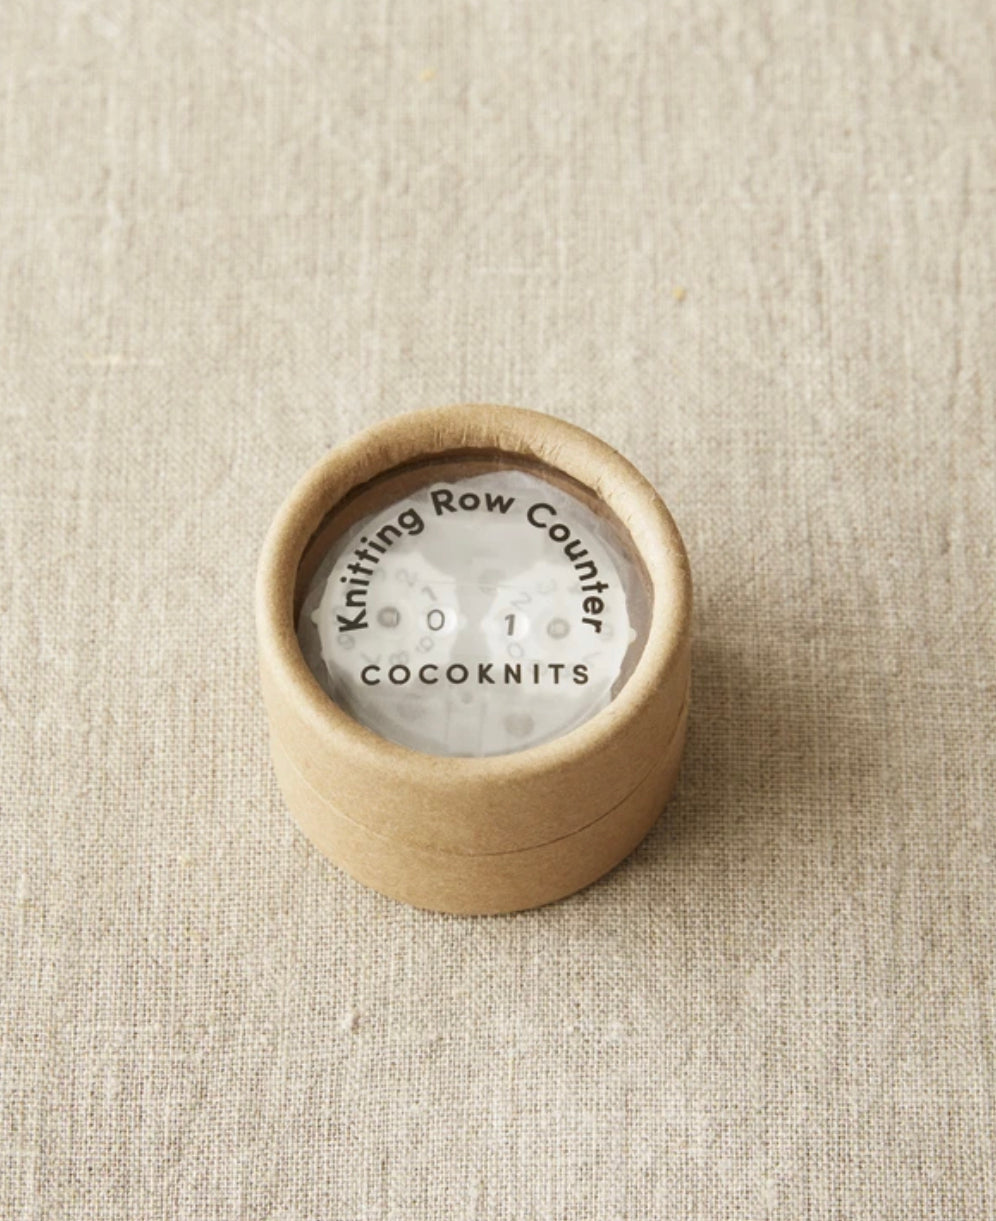 Knitting Row Counter
0 1
COCOKNITS